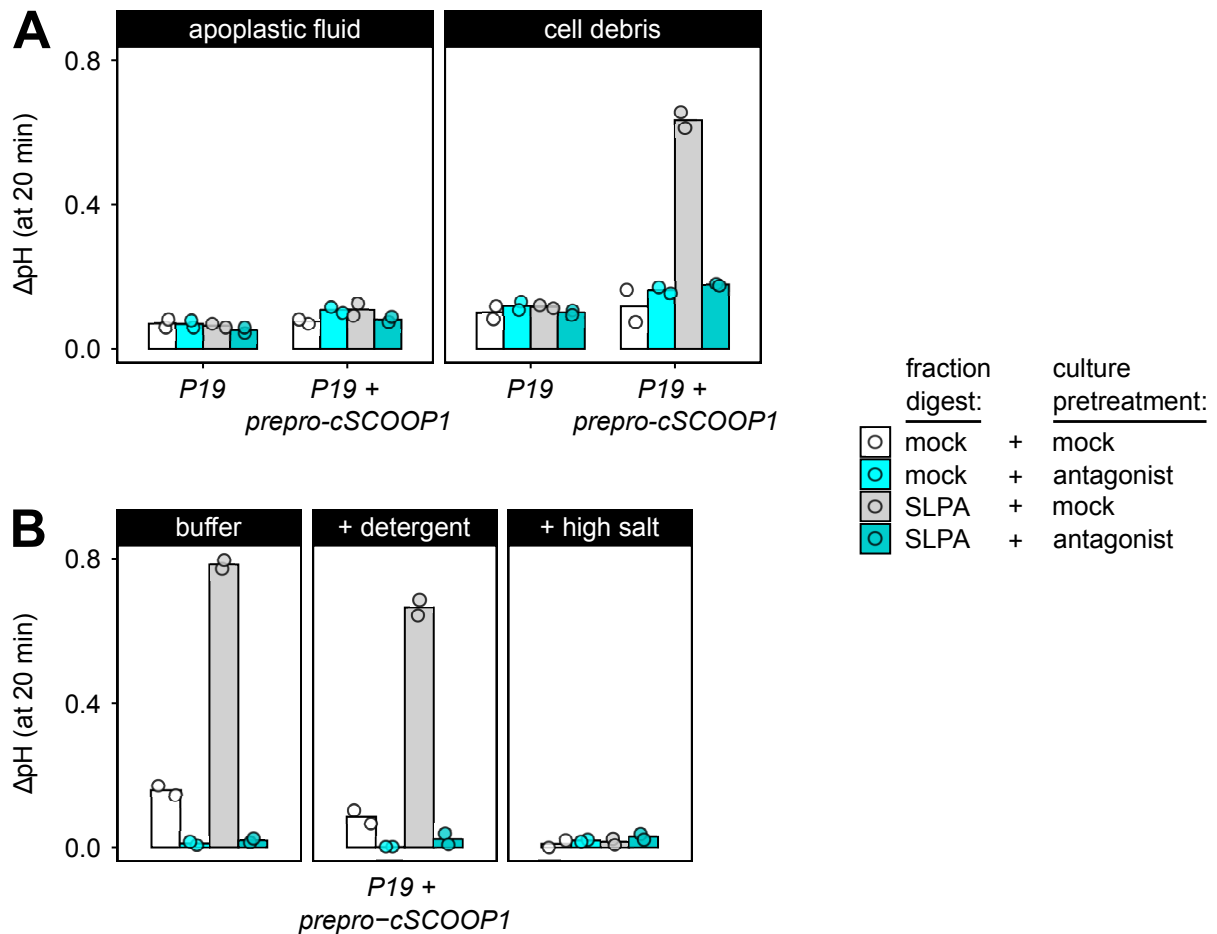 A
apoplastic fluid
cell debris
0.8
0.4
0.0
ΔpH (at 20 min)
P19
P19 +
prepro-cSCOOP1
P19
P19 +
prepro-cSCOOP1
fraction culture
digest: pretreatment:
mock + mock
mock + antagonist
SLPA + mock
SLPA + antagonist
B
buffer
+ detergent
+ high salt
0.8
0.4
0.0
ΔpH (at 20 min)
P19 +
prepro−cSCOOP1